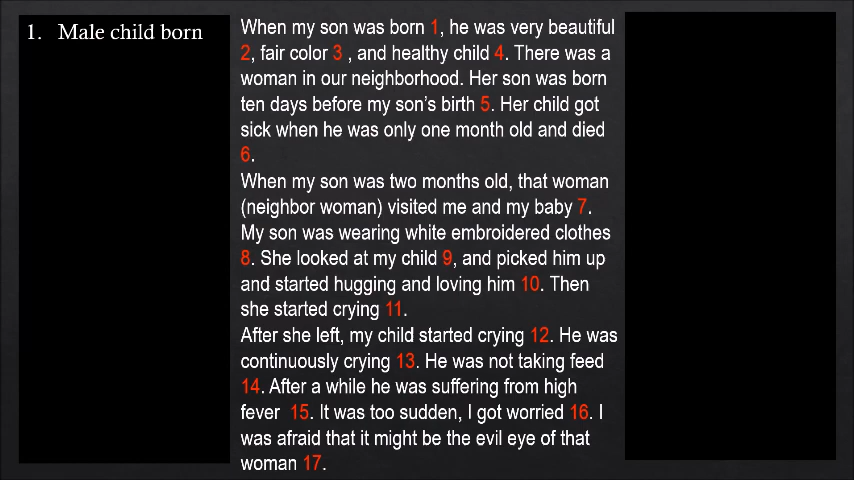 1. Male child born
When my son was born 1, he was very beautiful
2, fair color 3 , and healthy child 4. There was a
woman in our neighborhood. Her son was born
ten days before my son's birth 5. Her child got
sick when he was only one month old and died
6.
When my son was two months old, that woman
(neighbor woman) visited me and my baby 7.
My son was wearing white embroidered clothes
8. She looked at my child 9, and picked him up
and started hugging and loving him 10. Then
she started crying 11.
After she left, my child started crying 12. He was
continuously crying 13. He was not taking feed
14. After a while he was suffering from high
fever 15. It was too sudden, I got worried 16. I
was afraid that it might be the evil eye of that
woman 17.